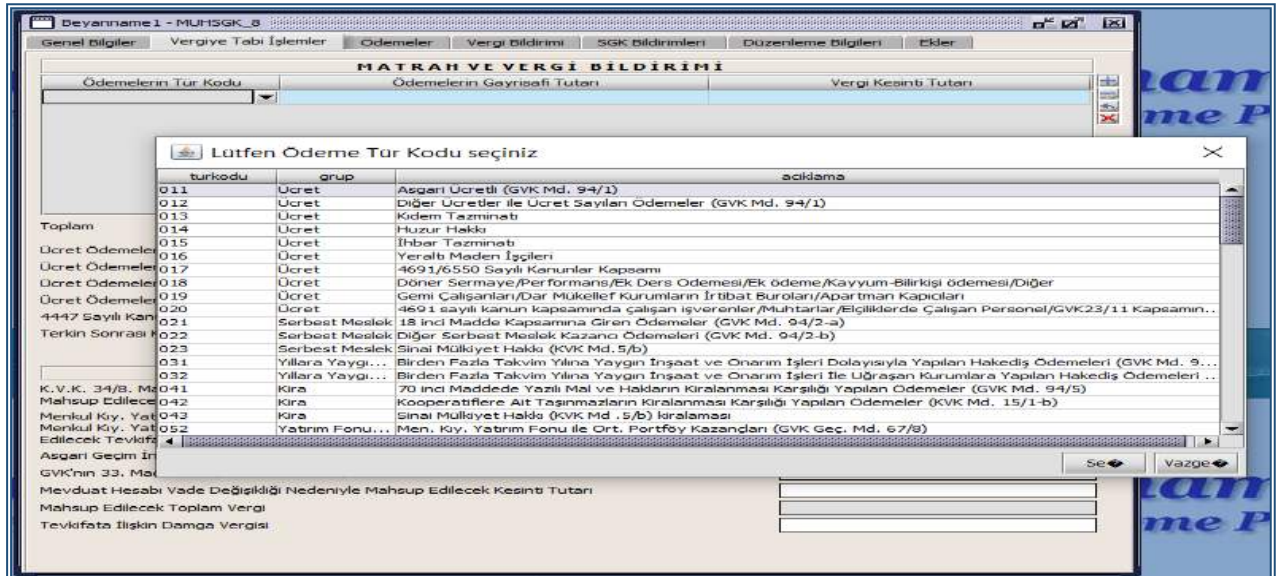 Beyanname1 - MUHSGK_8
Genel Bilgiler Vergiye Tabi İşlemler Ödemeler Vergi Bildirimi SGK Bildirimleri Düzenleme Bilgileri Ekler
MATRAH VE VERGİ BİLDİRİMİ
Ödemelerin Tür Kodu Ödemelerin Gayrisafi Tutarı Vergi Kesinti Tutarı
Lütfen Ödeme Tür Kodu seçiniz
turkodu grup aciklama
011 Ücret Asgari Ücretli (GVK Md. 94/1)
012 Ücret Diğer Ücretler ile Ücret Sayılan Ödemeler (GVK Md. 94/1)
013 Ücret Kıdem Tazminatı
014 Ücret Huzur Hakkı
015 Ücret İhbar Tazminatı
016 Ücret Yeraltı Maden İşçileri
017 Ücret 4691/6550 Sayılı Kanunlar Kapsamı
018 Ücret Döner Sermaye/Performans/Ek Ders Ödemesi/Ek ödeme/Kayyum-Bilirkişi ödemesi/Diğer
019 Ücret Gemi Çalışanları/Dar Mükellef Kurumların İrtibat Buroları/Apartman Kapıcıları
020 Ücret 4691 sayılı kanun kapsamında çalışan işverenler/Muhtarlar/Elçiliklerde Çalışan Personel/GVK23/11 Kapsamın...
021 Serbest Meslek 18 inci Madde Kapsamına Giren Ödemeler (GVK Md. 94/2-a)
022 Serbest Meslek Diğer Serbest Meslek Kazancı Ödemeleri (GVK Md. 94/2-b)
023 Serbest Meslek Sinai Mülkiyet Hakkı (KVK Md.5/b)
031 Yıllara Yaygı... Birden Fazla Takvim Yılına Yaygın İnşaat ve Onarım İşleri Dolayısıyla Yapılan Hakediş Ödemeleri (GVK Md. 9...
032 Yıllara Yaygı... Birden Fazla Takvim Yılına Yaygın İnşaat ve Onarım İşleri İle Uğraşan Kurumlara Yapılan Hakediş Ödemeleri ...
041 Kira 70 inci Maddede Yazılı Mal ve Hakların Kiralanması Karşılığı Yapılan Ödemeler (GVK Md. 94/5)
042 Kira Kooperatiflere Ait Taşınmazların Kiralanması Karşılığı Yapılan Ödemeler (KVK Md. 15/1-b)
043 Kira Sinai Mülkiyet Hakkı (KVK Md .5/b) kiralaması
052 Yatırım Fonu... Men. Kıy. Yatırım Fonu ile Ort. Portföy Kazançları (GVK Geç. Md. 67/8)
Se� Vazge�
Toplam
Ücret Ödemele
Ücret Ödemele
Ücret Ödemele
Ücret Ödemele
4447 Sayılı Kan
Terkin Sonrası
K.V.K. 34/8. Ma
Mahsup Edilece
Menkul Kıy. Yat
Menkul Kıy. Yat
Edilecek Tevkifa
Asgari Geçim İn
GVK'nın 33. Mad
Mevduat Hesabı Vade Değişikliği Nedeniyle Mahsup Edilecek Kesinti Tutarı
Mahsup Edilecek Toplam Vergi
Tevkifata İlişkin Damga Vergisi
nam
me P
nam
me P